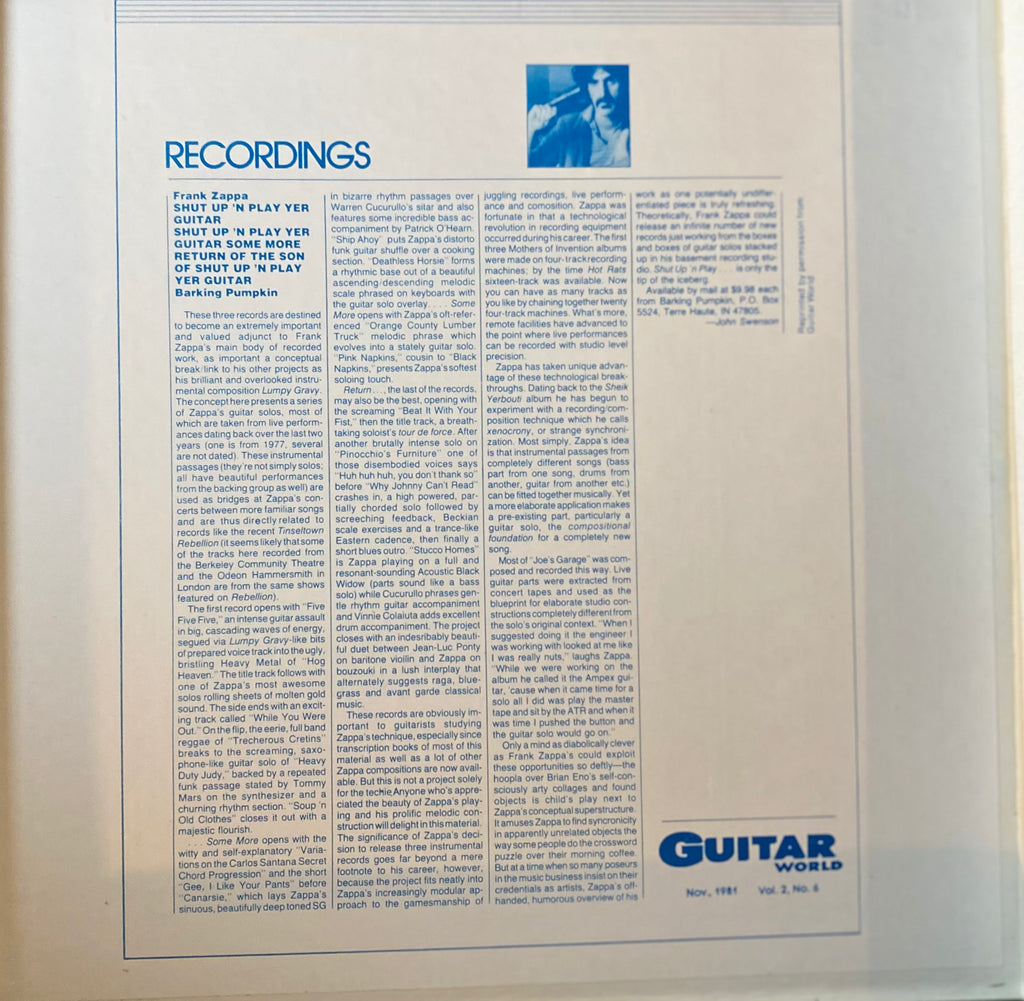 RECORDINGS
Frank Zappa
SHUT UP 'N PLAY YER
GUITAR
SHUT UP 'N PLAY YER
GUITAR SOME MORE
RETURN OF THE SON
OF SHUT UP 'N PLAY
YER GUITAR
Barking Pumpkin
These three records are destined
to become an extremely important
and valued adjunct to Frank
Zappa's main body of recorded
work, as important a conceptual
break/link to his other projects as
his brilliant and overlooked instru-
mental composition Lumpy Gravy.
The concept here presents a series
of Zappa's guitar solos, most of
which are taken from live perform-
ances dating back over the last two
years (one is from 1977, several
are not dated). These instrumental
passages (they're not simply solos;
all have beautiful performances
from the backing group as well) are
used as bridges at Zappa's con-
certs between more familiar songs
and are thus directly related to
records like the recent Tinseltown
Rebellion (it seems likely that some
of the tracks here recorded from
the Berkeley Community Theatre
and the Odeon Hammersmith in
London are from the same shows
featured on Rebellion).
The first record opens with "Five
Five Five," an intense guitar assault
in big, cascading waves of energy,
segued via Lumpy Gravy-like bits
of prepared voice track into the ugly,
bristling Heavy Metal of "Hog
Heaven." The title track follows with
one of Zappa's most awesome
solos rolling sheets of molten gold
sound. The side ends with an excit-
ing track called "While You Were
Out." On the flip, the eerie, full band
reggae of "Trecherous Cretins"
breaks to the screaming, saxo-
phone-like guitar solo of "Heavy
Duty Judy," backed by a repeated
funk passage stated by Tommy
Mars on the synthesizer and a
churning rhythm section. "Soup 'n
Old Clothes" closes it out with a
majestic flourish.
. . . Some More opens with the
witty and self-explanatory "Varia-
tions on the Carlos Santana Secret
Chord Progression" and the short
"Gee, I Like Your Pants" before
"Canarsie," which lays Zappa's
sinuous, beautifully deep toned SG
in bizarre rhythm passages over
Warren Cucurullo's sitar and also
features some incredible bass ac-
companiment by Patrick O'Hearn.
"Ship Ahoy" puts Zappa's distorto
funk guitar shuffle over a cooking
section. "Deathless Horsie" forms
a rhythmic base out of a beautiful
ascending/descending melodic
scale phrased on keyboards with
the guitar solo overlay. . . . Some
More opens with Zappa's oft-refer-
enced "Orange County Lumber
Truck" melodic phrase which
evolves into a stately guitar solo.
"Pink Napkins," cousin to "Black
Napkins," presents Zappa's softest
soloing touch.
Return . . ., the last of the records,
may also be the best, opening with
the screaming "Beat It With Your
Fist," then the title track, a breath-
taking soloist's tour de force. After
another brutally intense solo on
"Pinocchio's Furniture" one of
those disembodied voices says
"Huh huh huh, you don't thank so"
before "Why Johnny Can't Read"
crashes in, a high powered, par-
tially chorded solo followed by
screeching feedback, Beckian
scale exercises and a trance-like
Eastern cadence, then finally a
short blues outro. "Stucco Homes"
is Zappa playing on a full and
resonant-sounding Acoustic Black
Widow (parts sound like a bass
solo) while Cucurullo phrases gen-
tle rhythm guitar accompaniment
and Vinnie Colaiuta adds excellent
drum accompaniment. The project
closes with an indesribably beauti-
ful duet between Jean-Luc Ponty
on baritone violin and Zappa on
bouzouki in a lush interplay that
alternately suggests raga, blue-
grass and avant garde classical
music.
These records are obviously im-
portant to guitarists studying
Zappa's technique, especially since
transcription books of most of this
material as well as a lot of other
Zappa compositions are now avail-
able. But this is not a project solely
for the techie. Anyone who's appre-
ciated the beauty of Zappa's play-
ing and his prolific melodic con-
struction will delight in this material.
The significance of Zappa's deci-
sion to release three instrumental
records goes far beyond a mere
footnote to his career, however,
because the project fits neatly into
Zappa's increasingly modular ap-
proach to the gamesmanship of
juggling recordings, live perform-
ance and comosition. Zappa was
fortunate in that a technological
revolution in recording equipment
occurred during his career. The first
three Mothers of Invention albums
were made on four-track recording
machines; by the time Hot Rats
sixteen-track was available. Now
you can have as many tracks as
you like by chaining together twenty
four-track machines. What's more,
remote facilities have advanced to
the point where live performances
can be recorded with studio level
precision.
Zappa has taken unique advan-
tage of these technological break-
throughs. Dating back to the Sheik
Yerbouti album he has begun to
experiment with a recording/com-
position technique which he calls
xenocrony, or strange synchroni-
zation. Most simply, Zappa's idea
is that instrumental passages from
completely different songs (bass
part from one song, drums from
another, guitar from another etc.)
can be fitted together musically. Yet
a more elaborate application makes
a pre-existing part, particularly a
guitar solo, the compositional
foundation for a completely new
song.
Most of "Joe's Garage" was com-
posed and recorded this way. Live
guitar parts were extracted from
concert tapes and used as the
blueprint for elaborate studio con-
structions completely different from
the solo's original context. "When I
suggested doing it the engineer I
was working with looked at me like
I was really nuts," laughs Zappa.
"While we were working on the
album he called it the Ampex gui-
tar, 'cause when it came time for a
solo all I did was play the master
tape and sit by the ATR and when it
was time I pushed the button and
the guitar solo would go on."
Only a mind as diabolically clever
as Frank Zappa's could exploit
these opportunities so deftly—the
hoopla over Brian Eno's self-con-
sciously arty collages and found
objects is child's play next to
Zappa's conceptual superstructure.
It amuses Zappa to find syncronicity
in apparently unrelated objects the
way some people do the crossword
puzzle over their morning coffee.
But at a time when so many poseurs
in the music business insist on their
credentials as artists, Zappa's off-
handed, humorous overview of his
work as one potentially undiffer-
entiated piece is truly refreshing.
Theoretically, Frank Zappa could
release an infinite number of new
records just working from the boxes
and boxes of guitar solos stacked
up in his basement recording stu-
dio. Shut Up 'n Play . . . is only the
tip of the iceberg.
Available by mail at $9.98 each
from Barking Pumpkin, P.O. Box
5524, Terre Haute, IN 47805.
—John Swenson
Reprinted by permission from
Guitar World
GUITAR
WORLD
Nov., 1981 Vol. 2, No. 6